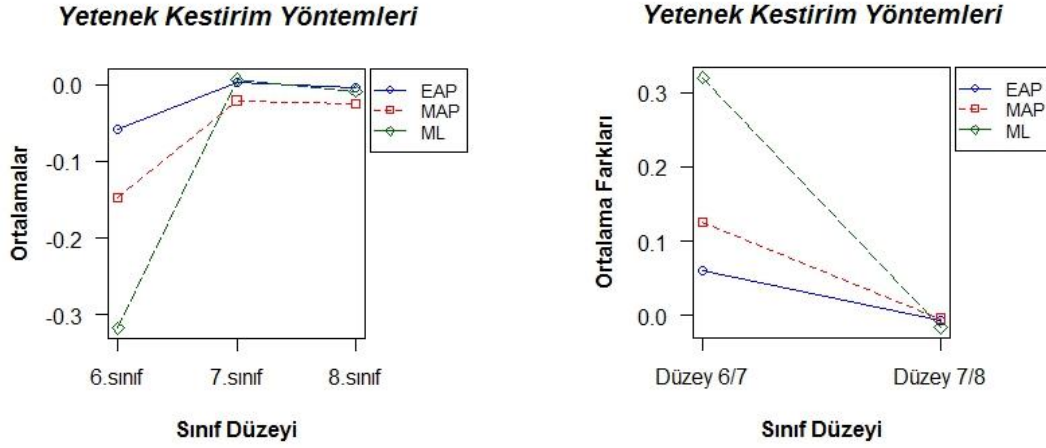 Yetenek Kestirim Yöntemleri
0.0
-0.1
-0.2
-0.3
Ortalamalar
EAP
MAP
ML
6.sınıf 7.sınıf 8.sınıf
Sınıf Düzeyi
Yetenek Kestirim Yöntemleri
0.3
0.2
0.1
0.0
Ortalama Farkları
EAP
MAP
ML
Düzey 6/7 Düzey 7/8
Sınıf Düzeyi